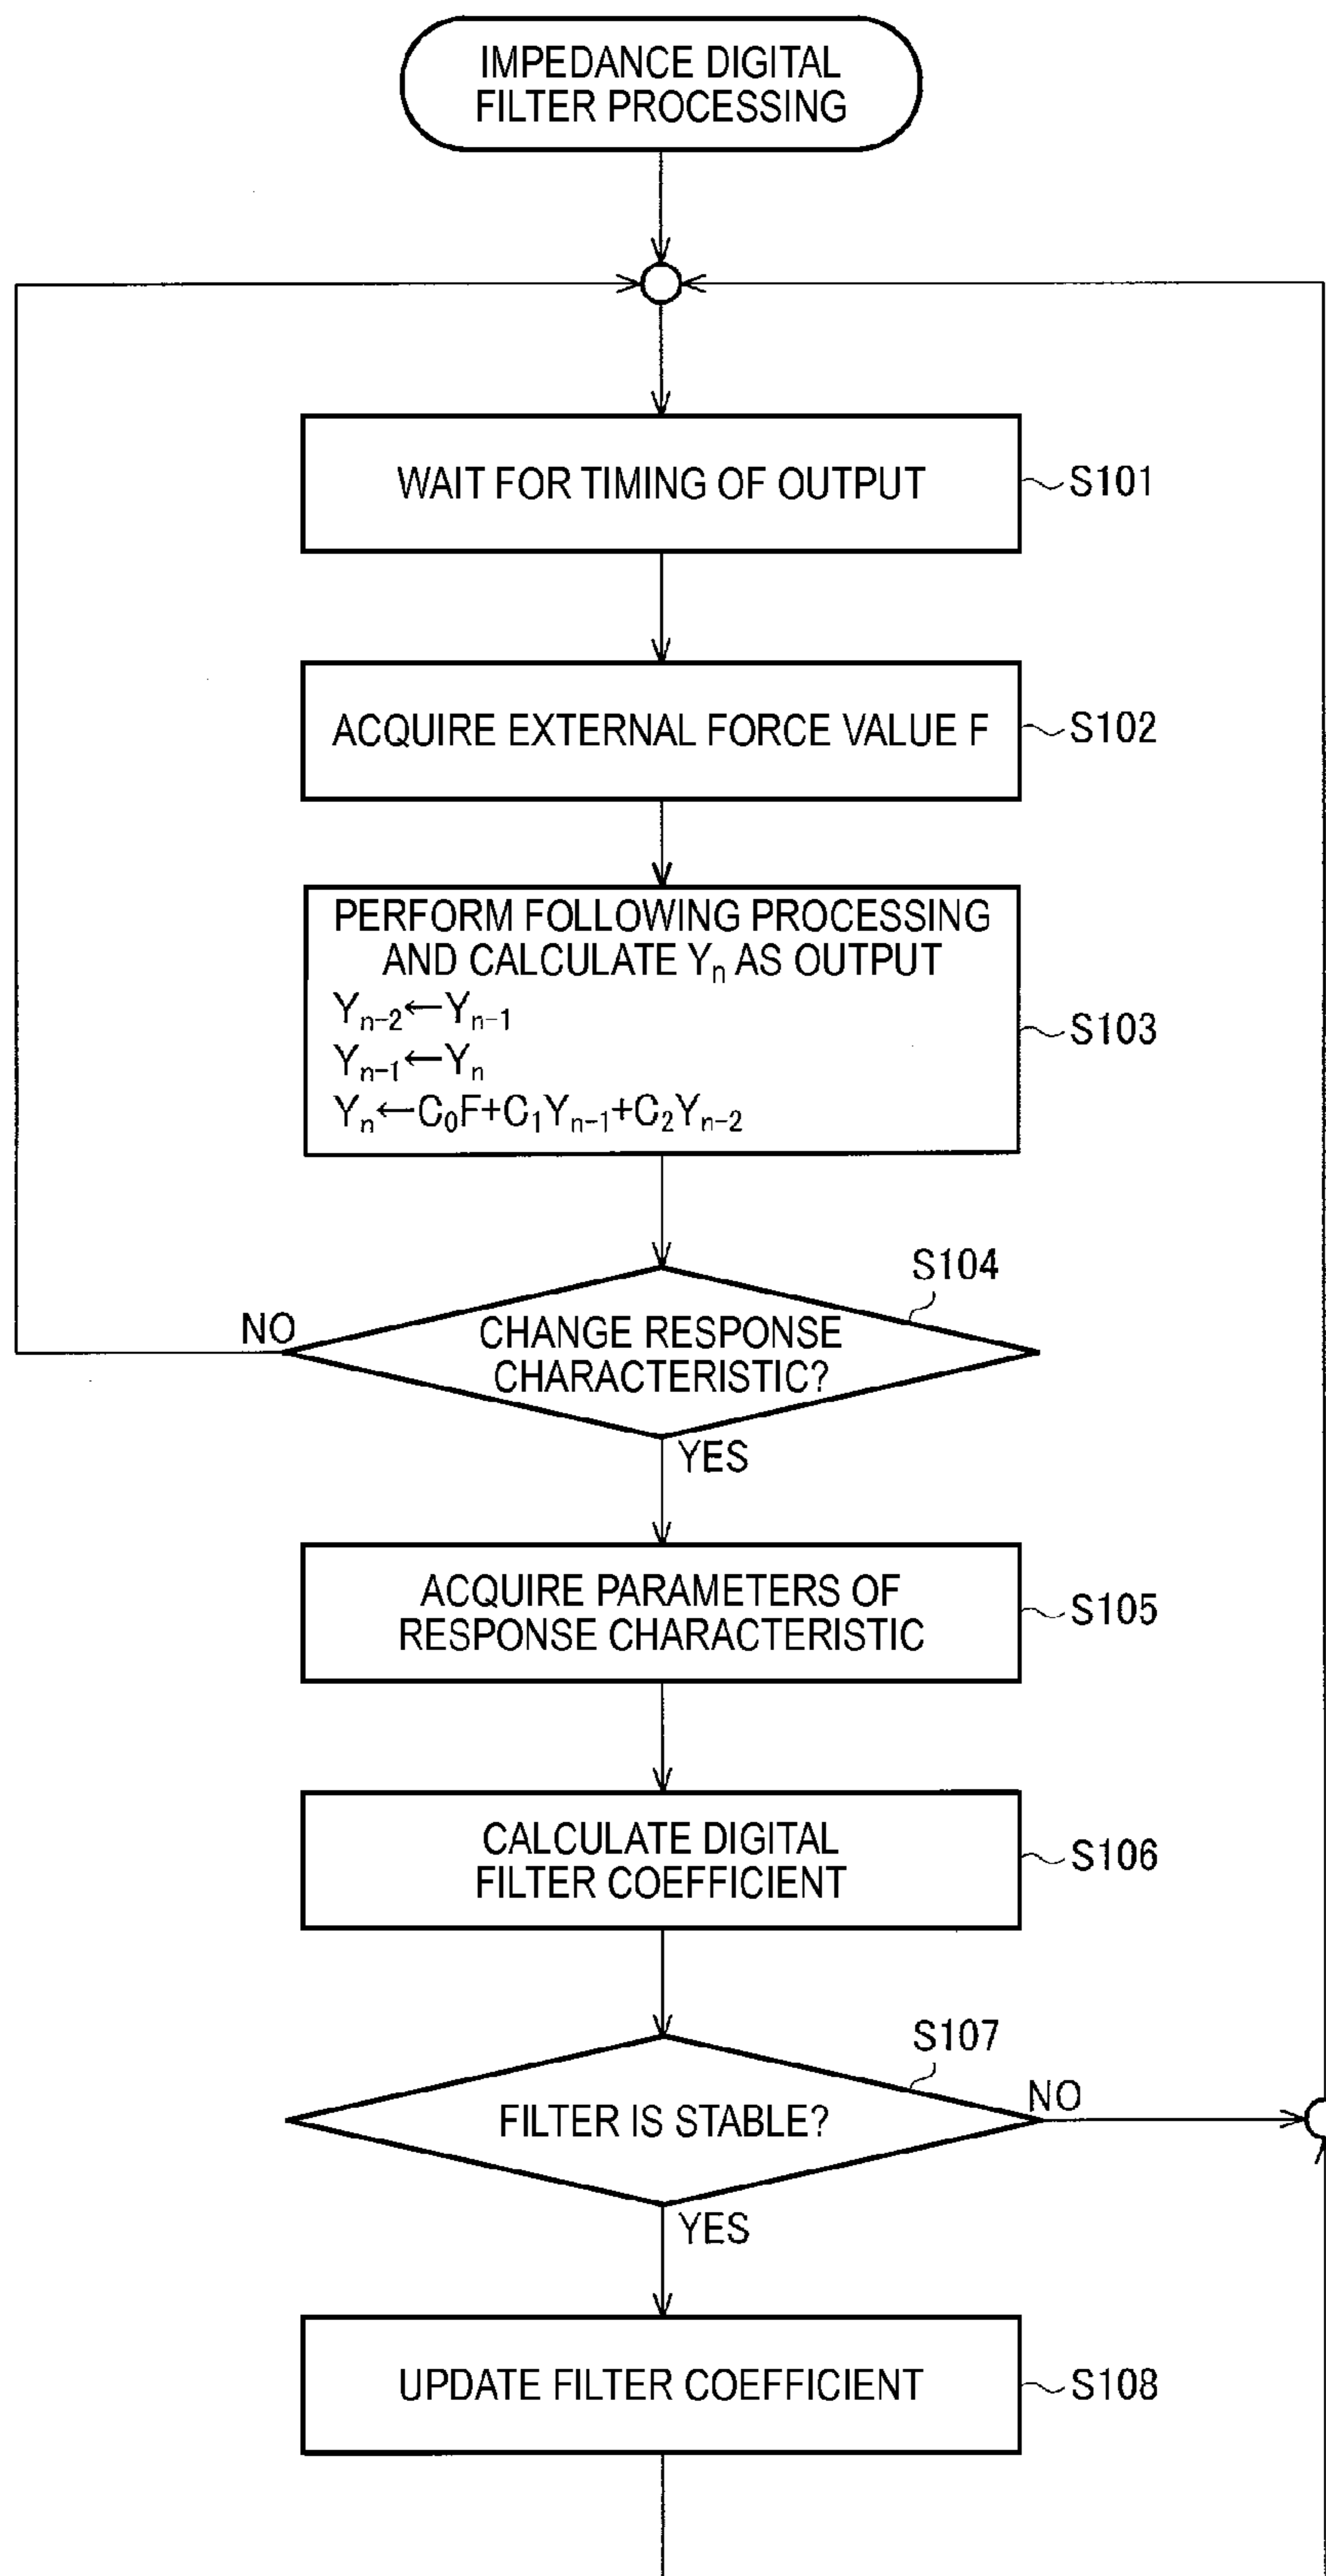 IMPEDANCE DIGITAL
FILTER PROCESSING
WAIT FOR TIMING OF OUTPUT
S101
ACQUIRE EXTERNAL FORCE VALUE F
S102
PERFORM FOLLOWING PROCESSING
AND CALCULATE Yₙ AS OUTPUT
Yₙ₋₂←Yₙ₋₁
Yₙ₋₁←Yₙ
Yₙ←C₀F+C₁Yₙ₋₁+C₂Yₙ₋₂
S103
S104
NO
CHANGE RESPONSE
CHARACTERISTIC?
YES
ACQUIRE PARAMETERS OF
RESPONSE CHARACTERISTIC
S105
CALCULATE DIGITAL
FILTER COEFFICIENT
S106
S107
NO
FILTER IS STABLE?
YES
UPDATE FILTER COEFFICIENT
S108